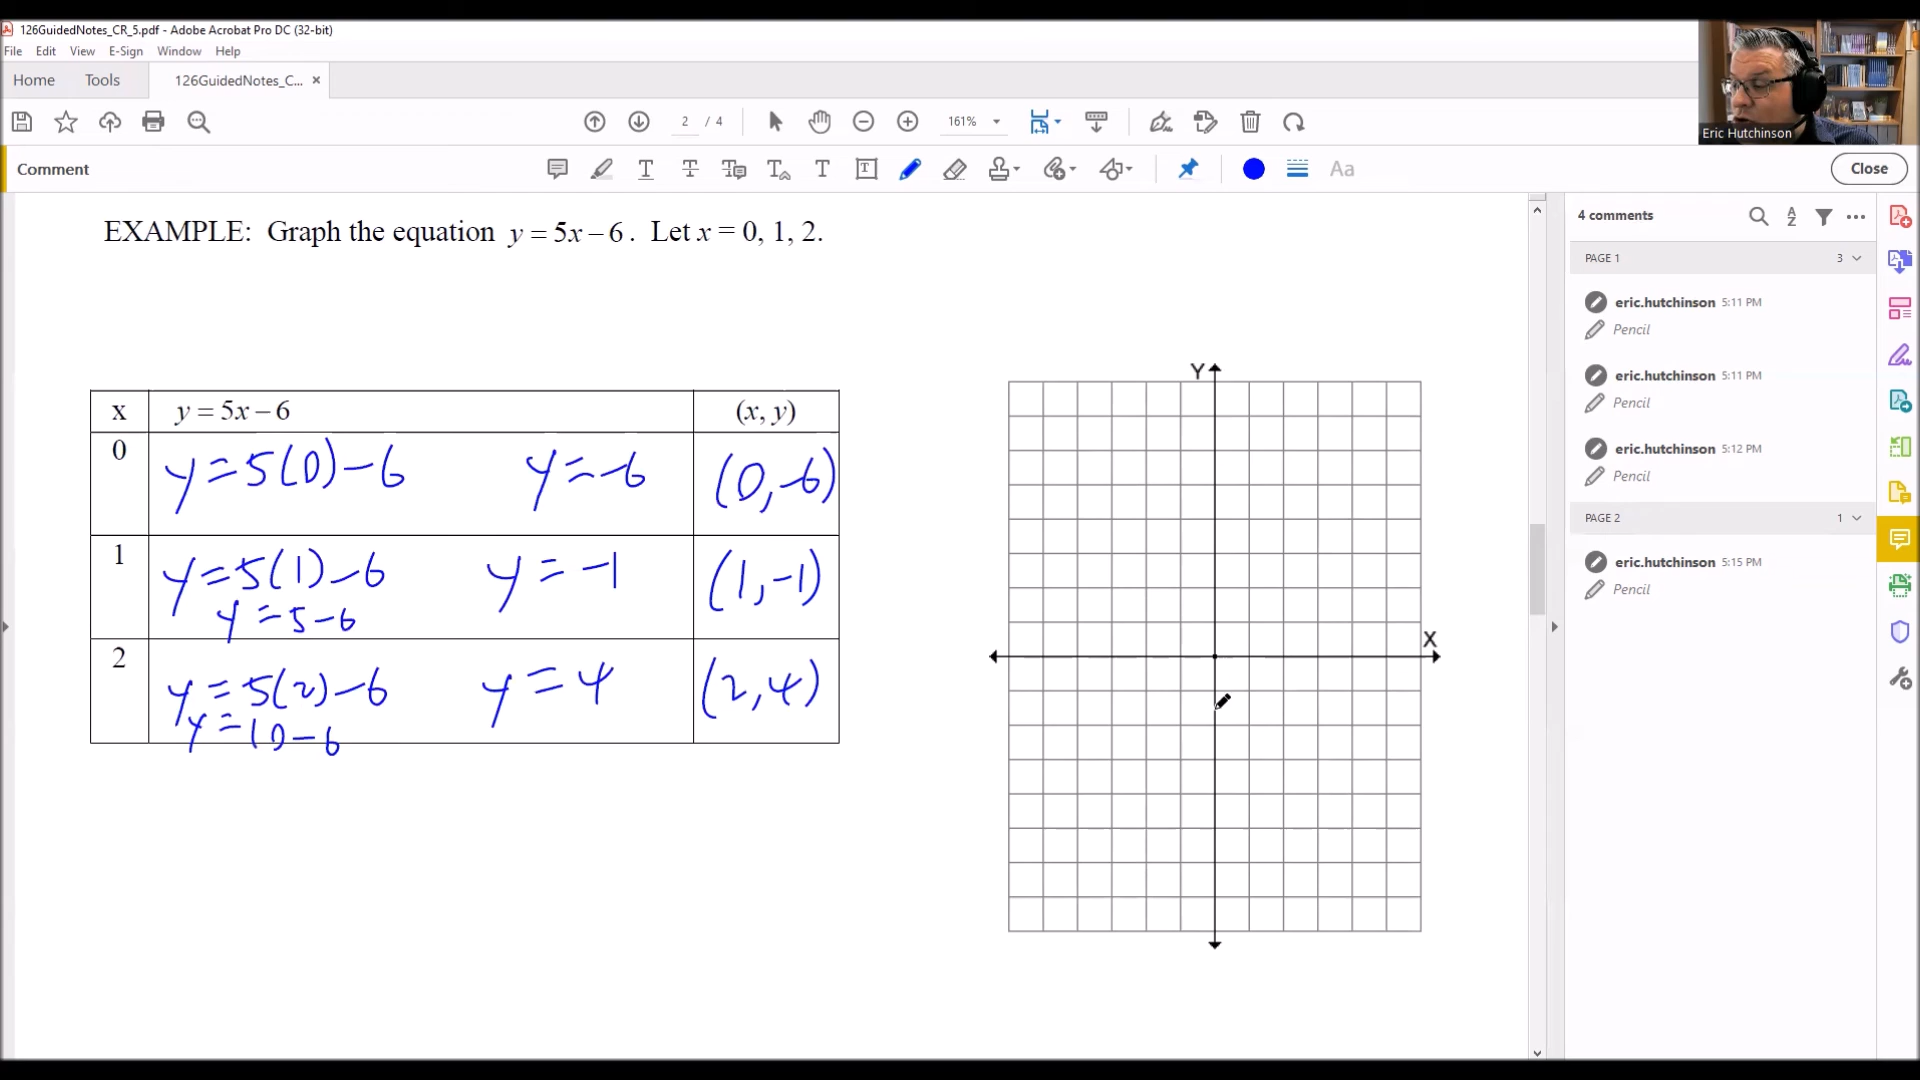 126GuidedNotes_CR_5.pdf - Adobe Acrobat Pro DC (32-bit)
File Edit View E-Sign Window Help
Home Tools 126GuidedNotes_C... ×
2 / 4 161%
Eric Hutchinson
Comment Aa Close
EXAMPLE: Graph the equation y = 5x – 6. Let x = 0, 1, 2.
x y = 5x – 6 (x, y)
0 y = 5(0) – 6 y = –6 (0, –6)
1 y = 5(1) – 6 y = –1 (1, –1)
y = 5 – 6
2 y = 5(2) – 6 y = 4 (2, 4)
y = 10 – 6
Y
X
4 comments
PAGE 1 3
eric.hutchinson 5:11 PM
Pencil
eric.hutchinson 5:11 PM
Pencil
eric.hutchinson 5:12 PM
Pencil
PAGE 2 1
eric.hutchinson 5:15 PM
Pencil